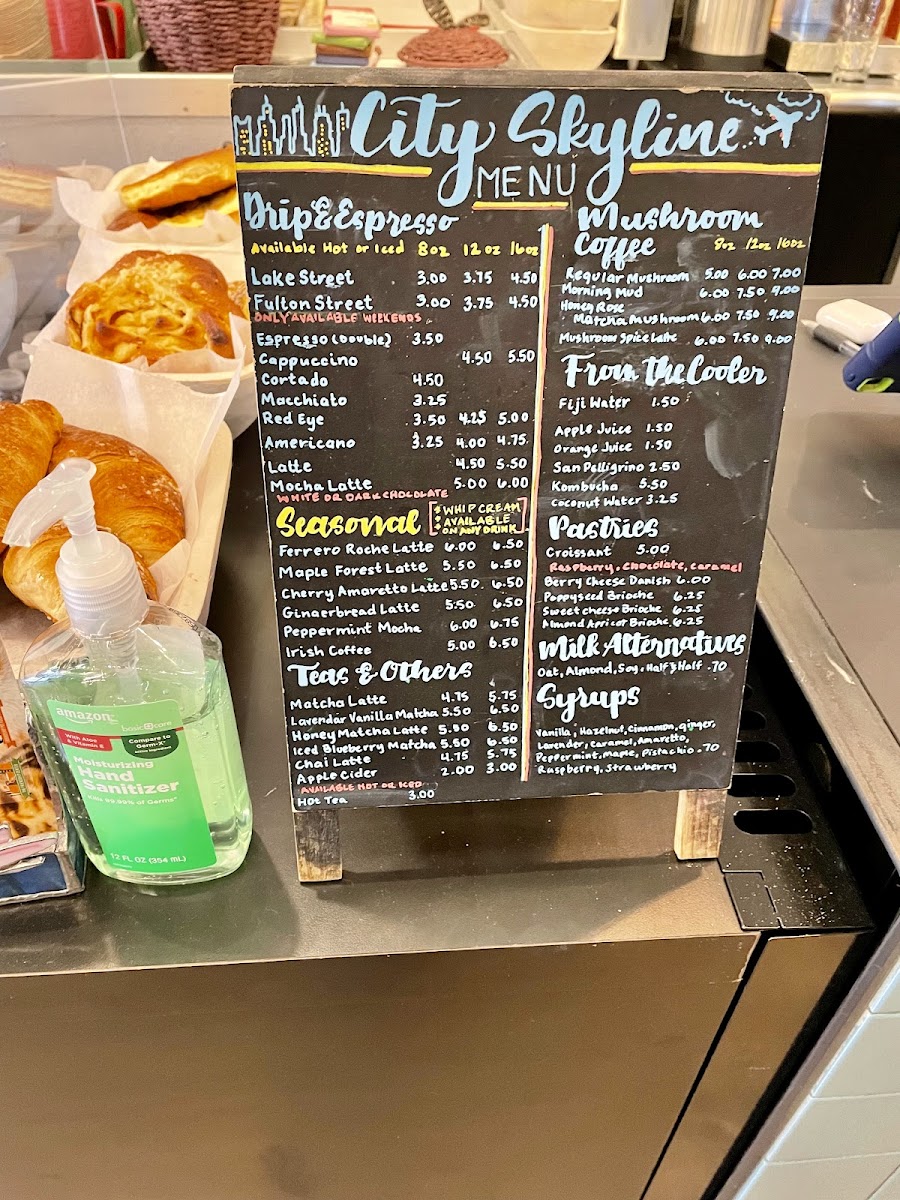 City Skyline
MENU
Drip & Espresso
Available Hot or Iced 8oz 12oz 16oz
Lake Street 3.00 3.75 4.50
Fulton Street 3.00 3.75 4.50
ONLY AVAILABLE WEEKENDS
Espresso (Double) 3.50
Cappuccino 4.50 5.50
Cortado 4.50
Macchiato 3.25
Red Eye 3.50 4.25 5.00
Americano 3.25 4.00 4.75
Latte 4.50 5.50
Mocha Latte 5.00 6.00
WHITE OR DARK CHOCOLATE
Seasonal
WHIP CREAM
AVAILABLE
ON ANY DRINK
Ferrero Roche Latte 6.00 6.50
Maple Forest Latte 5.50 6.50
Cherry Amaretto Latte 5.50 6.50
Gingerbread Latte 5.50 6.50
Peppermint Mocha 6.00 6.75
Irish Coffee 5.00 6.50
Teas & Others
Matcha Latte 4.75 5.75
Lavendar Vanilla Matcha 5.50 6.50
Honey Matcha Latte 5.50 6.50
Iced Blueberry Matcha 5.50 6.50
Chai Latte 4.75 5.75
Apple Cider 2.00 3.00
AVAILABLE HOT OR ICED
Hot Tea 3.00
Mushroom
Coffee 8oz 12oz 16oz
Regular Mushroom 5.00 6.00 7.00
Morning Mud 6.00 7.50 9.00
Honey Rose
Matcha Mushroom 6.00 7.50 9.00
Mushroom Spice Latte 6.00 7.50 9.00
From the Cooler
Fiji Water 1.50
Apple Juice 1.50
Orange Juice 1.50
San Pelligrino 2.50
Kombucha 5.50
Coconut Water 3.25
Pastries
Croissant 5.00
Raspberry, Chocolate, Caramel
Berry Cheese Danish 6.00
Poppyseed Brioche 6.25
Sweet cheese Brioche 6.25
Almond Apricot Brioche 6.25
Milk Alternatives
Oat, Almond, Soy, Half & Half .70
Syrups
Vanilla, Hazelnut, Cinnamon, ginger,
Lavender, Caramel, Amaretto,
Peppermint, Maple, Pistachio .70
Raspberry, Strawberry
amazon
basic care
With Aloe
& Vitamin E
Compare to
Germ-X
Moisturizing
Hand
Sanitizer
Kills 99.99% of Germs*
12 FL OZ (354 mL)